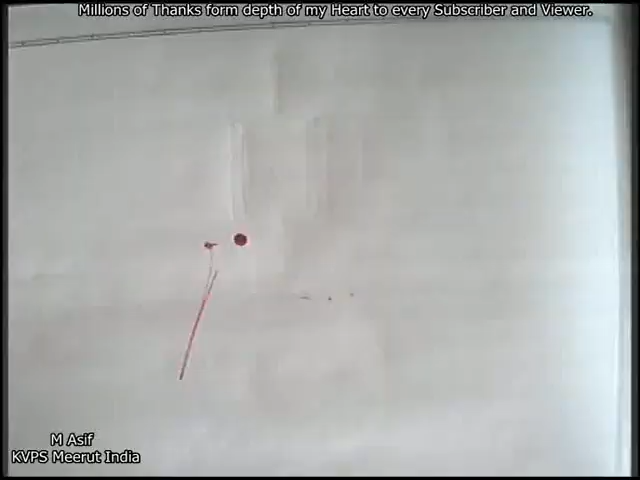 Millions of Thanks form depth of my Heart to every Subscriber and Viewer.
M Asif
KVPS Meerut India